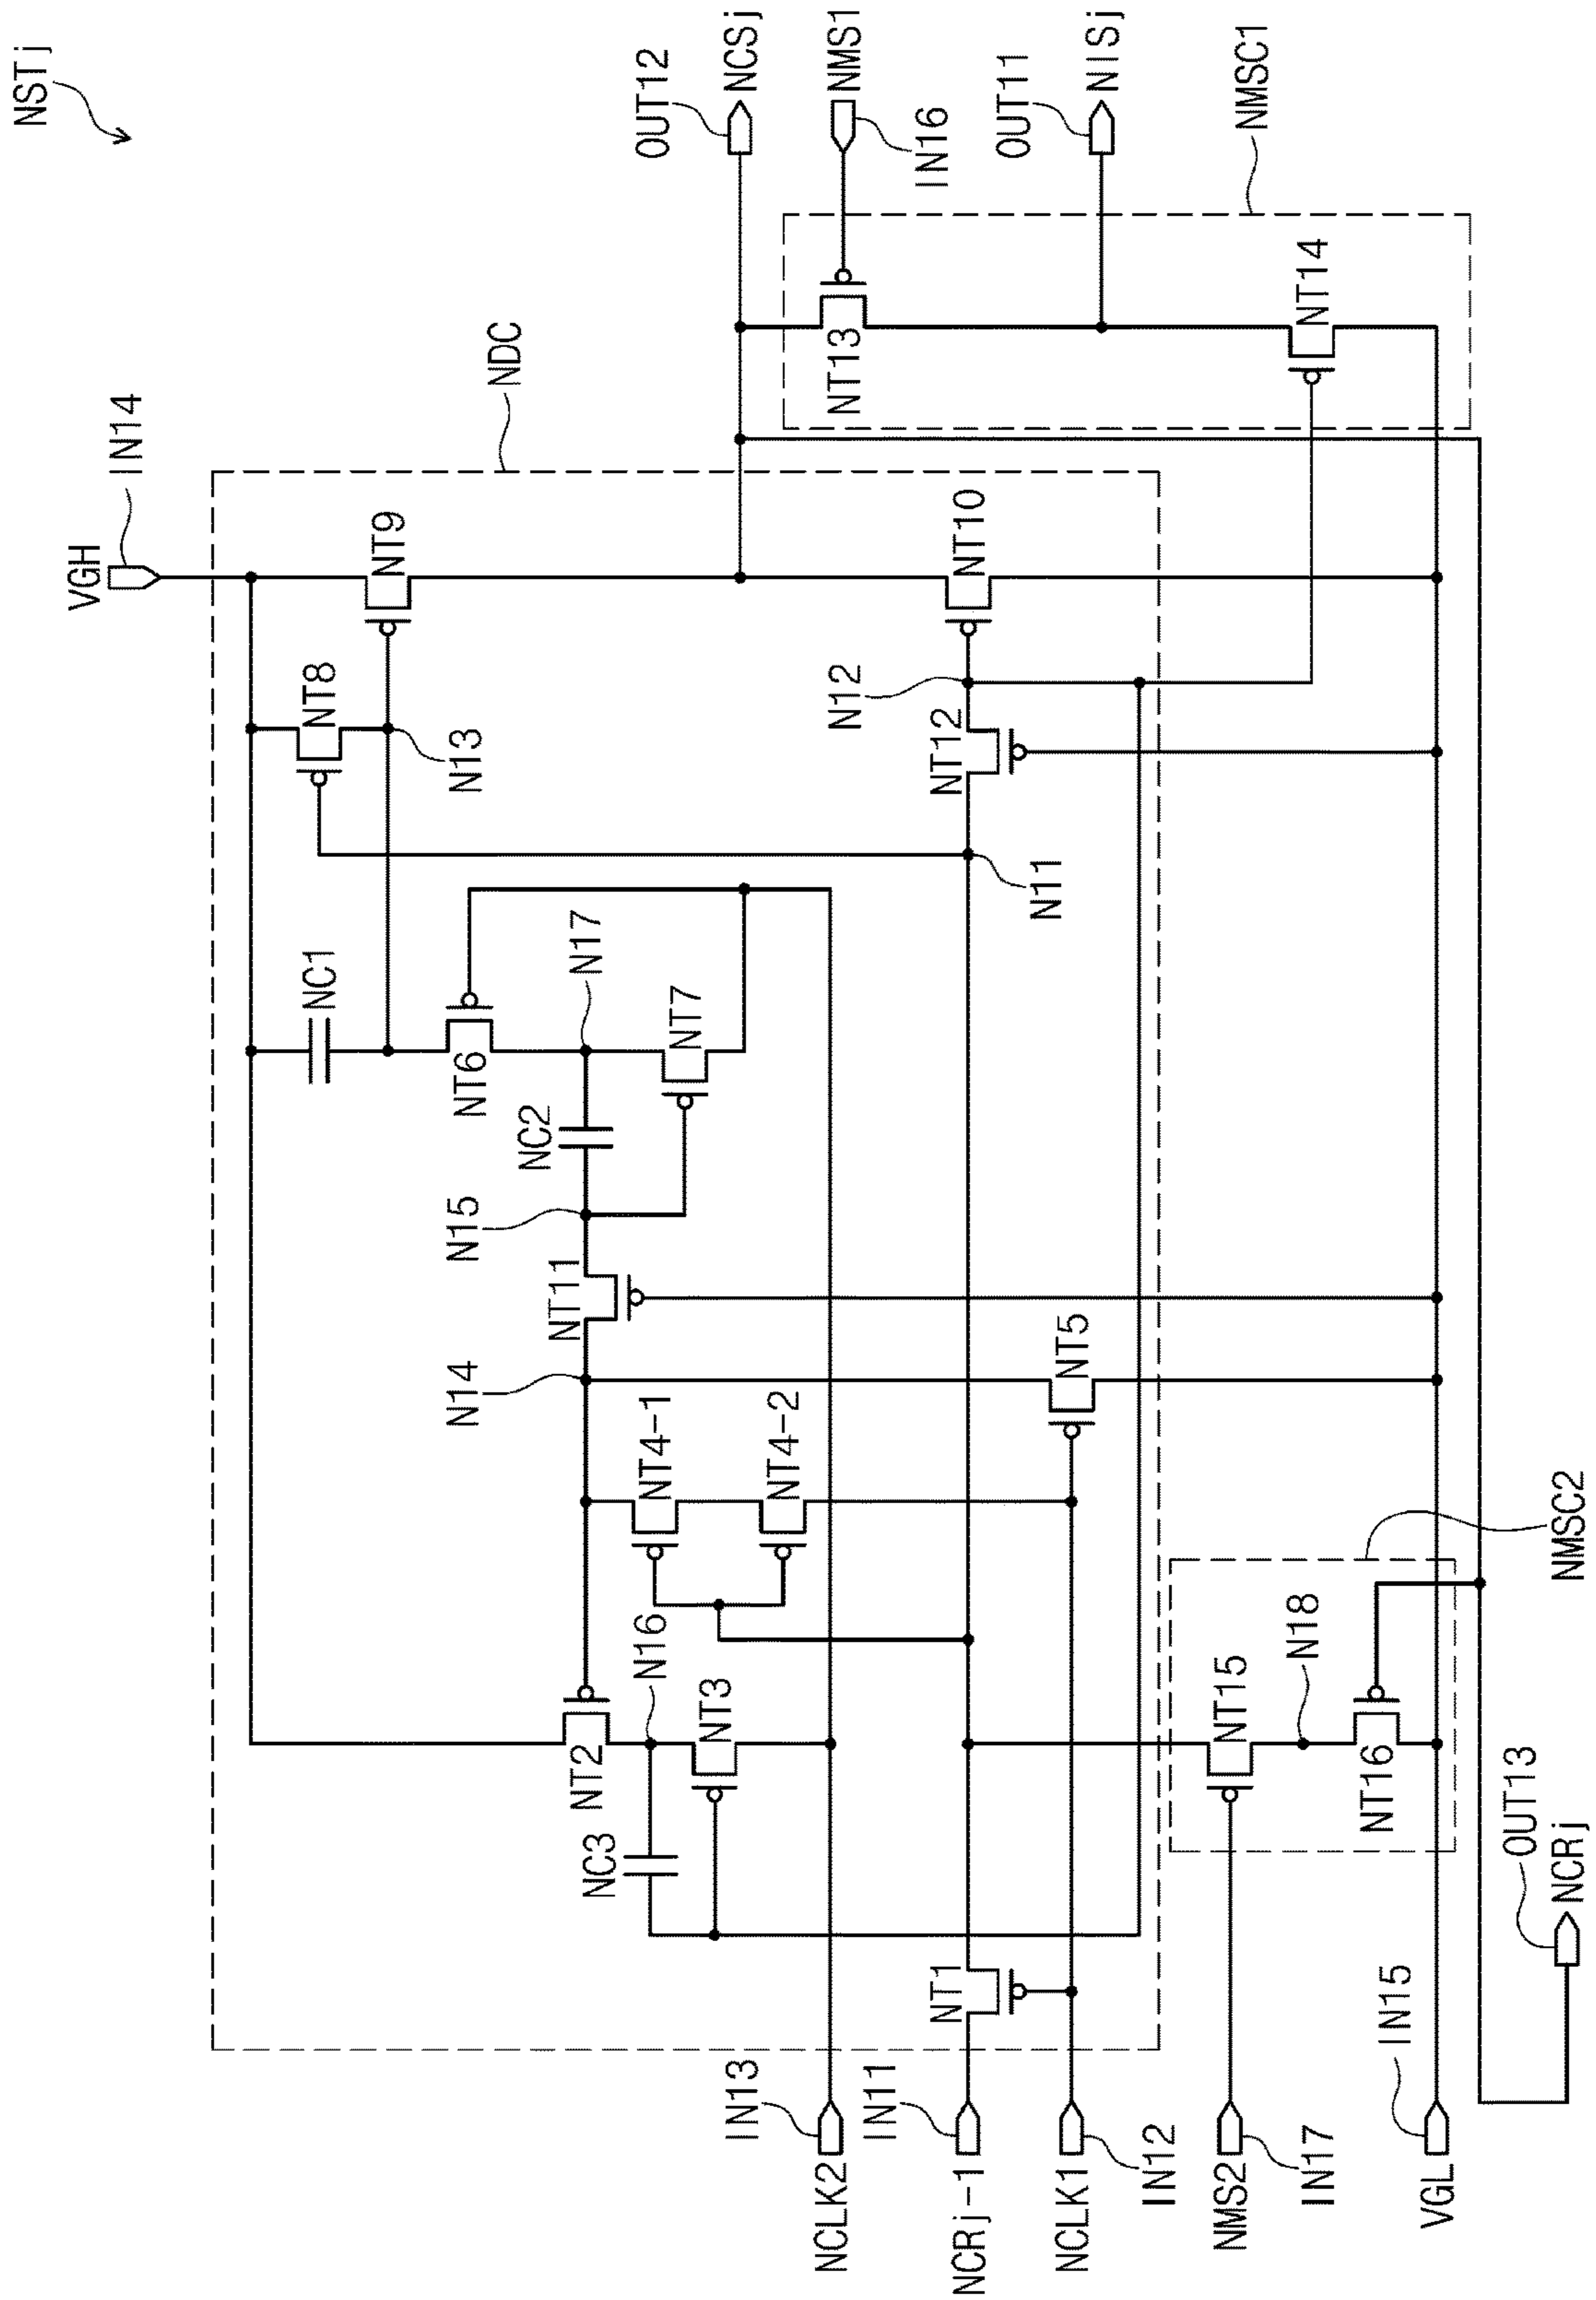 NSTj
OUT12
NCSj
NMS1
IN16
OUT11
NISj
NMSC1
NT13
NT14
NDC
IN14
VGH
NT9
NT10
NT8
N13
N12
NT12
N11
NC1
NT6
N17
NT7
NC2
N15
NT11
N14
NT5
NT4-1
NT4-2
N16
NT2
NT3
NC3
NT1
NT15
N18
NT16
NMSC2
OUT13
NCRj
IN13
NCLK2
IN11
NCRj-1
NCLK1
IN12
NMS2
IN17
IN15
VGL